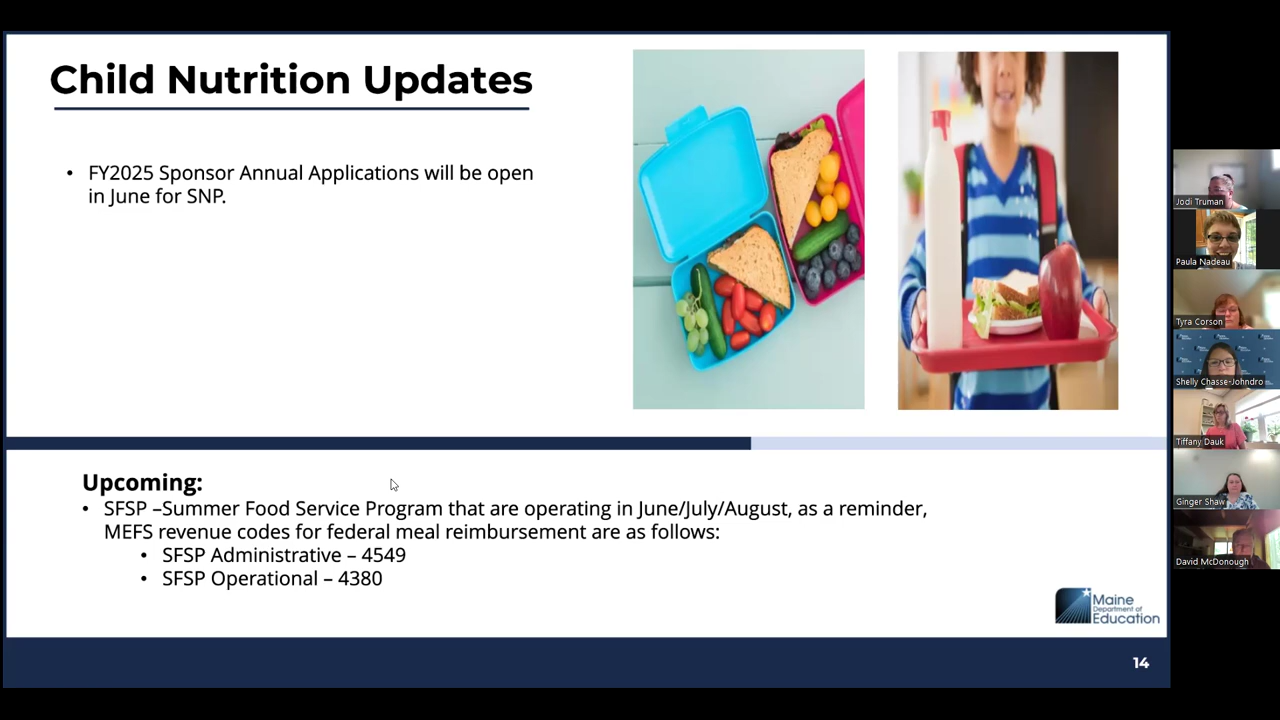 Child Nutrition Updates
• FY2025 Sponsor Annual Applications will be open
in June for SNP.
Upcoming:
• SFSP –Summer Food Service Program that are operating in June/July/August, as a reminder,
MEFS revenue codes for federal meal reimbursement are as follows:
• SFSP Administrative – 4549
• SFSP Operational – 4380
Maine
Department of
Education
14
Jodi Truman
Paula Nadeau
Tyra Corson
Shelly Chasse-Johndro
Tiffany Dauk
Ginger Shaw
David McDonough